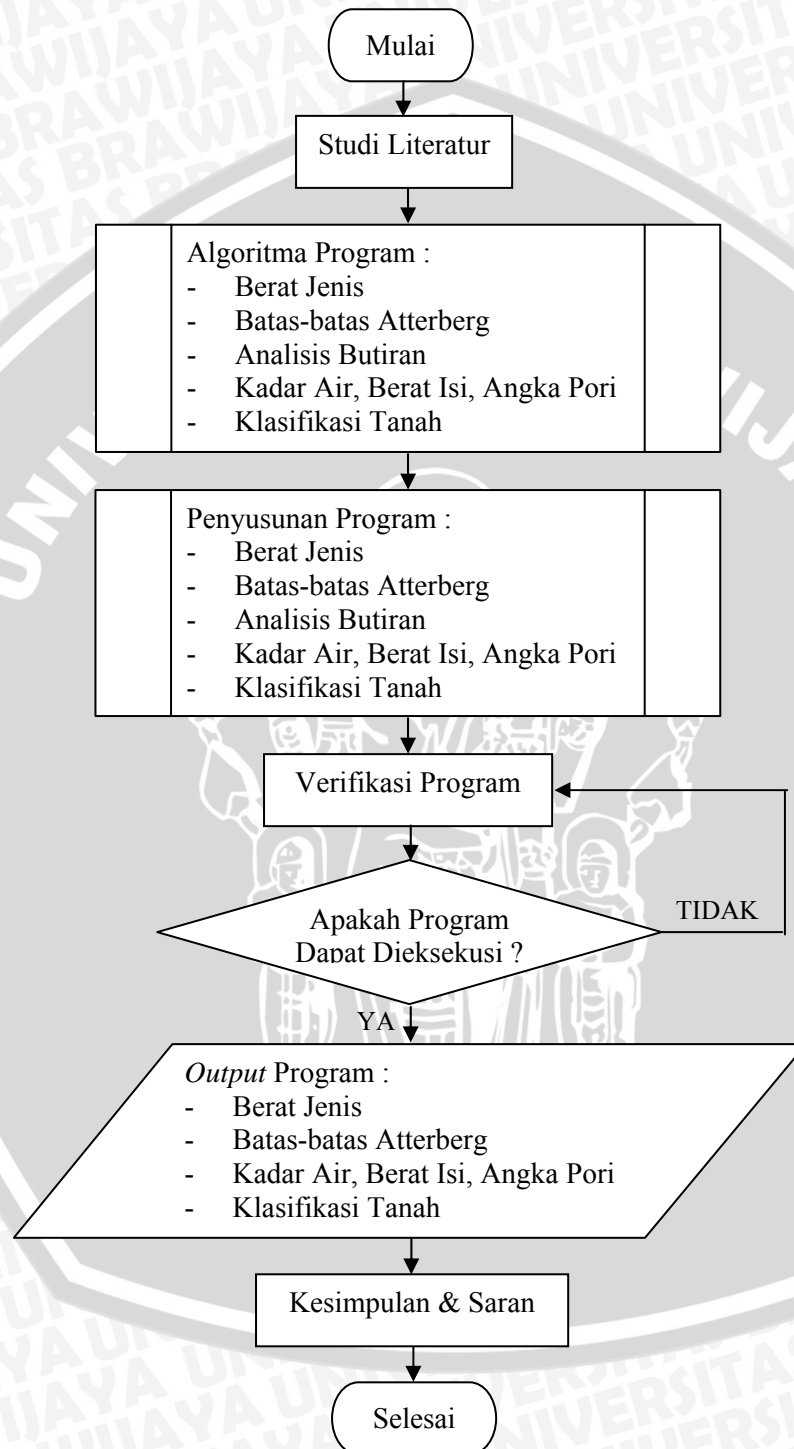 Mulai
Studi Literatur
Algoritma Program :
- Berat Jenis
- Batas-batas Atterberg
- Analisis Butiran
- Kadar Air, Berat Isi, Angka Pori
- Klasifikasi Tanah
Penyusunan Program :
- Berat Jenis
- Batas-batas Atterberg
- Analisis Butiran
- Kadar Air, Berat Isi, Angka Pori
- Klasifikasi Tanah
Verifikasi Program
Apakah Program
Dapat Dieksekusi ?
TIDAK
YA
Output Program :
- Berat Jenis
- Batas-batas Atterberg
- Kadar Air, Berat Isi, Angka Pori
- Klasifikasi Tanah
Kesimpulan & Saran
Selesai